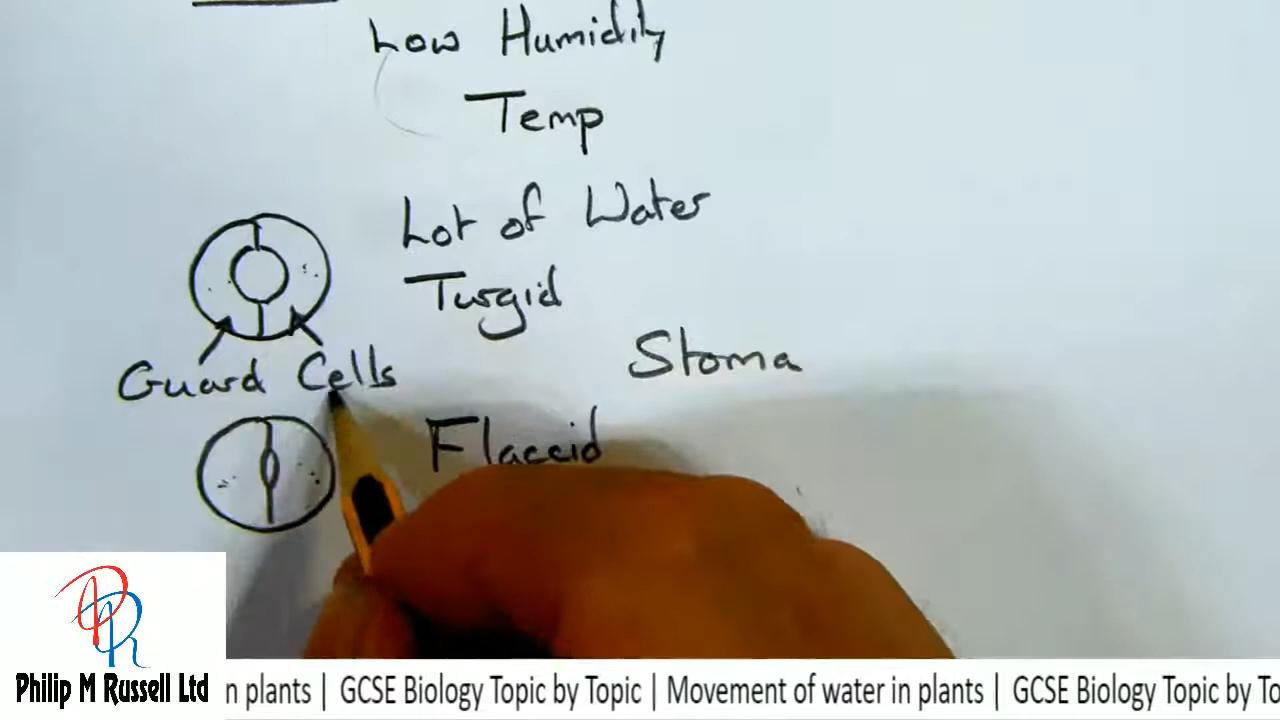 Low Humidity
Temp
Lot of Water
Turgid
Stoma
Guard Cells
Flaccid
Philip M Russell Ltd
n plants | GCSE Biology Topic by Topic | Movement of water in plants | GCSE Biology Topic by To